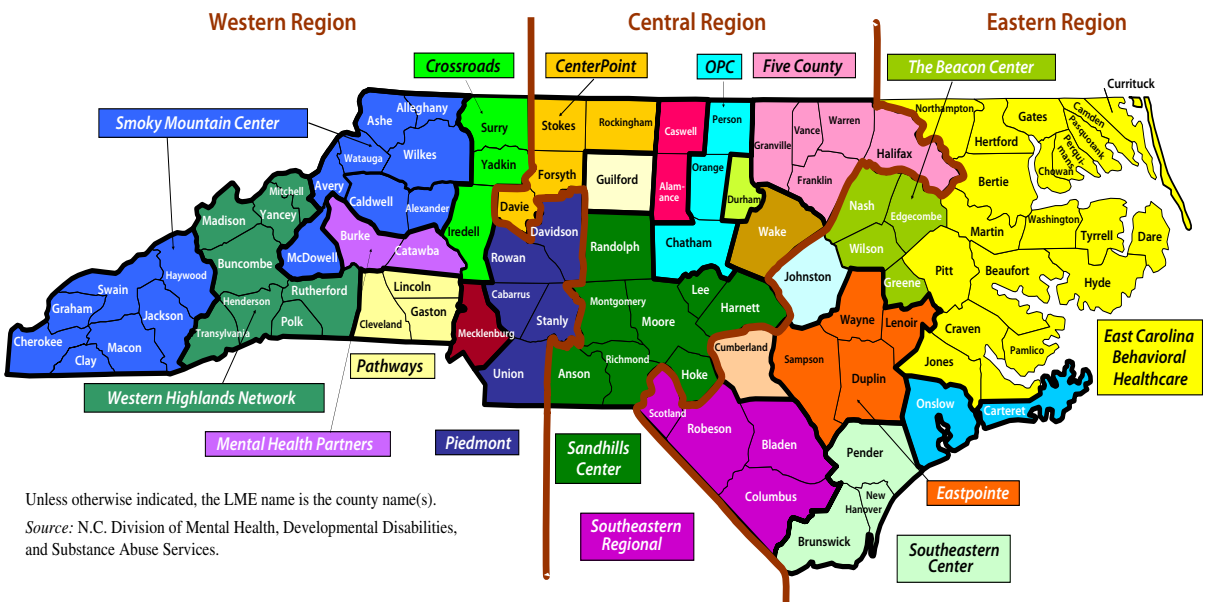 Western Region
Central Region
Eastern Region
Crossroads
CenterPoint
OPC
Five County
The Beacon Center
Currituck
Smoky Mountain Center
Alleghany
Ashe
Surry
Stokes
Rockingham
Caswell
Person
Granville
Vance
Warren
Northampton
Gates
Camden
Pasquotank
Perqui-
mans
Chowan
Hertford
Halifax
Watauga
Wilkes
Yadkin
Forsyth
Guilford
Alam-
ance
Orange
Durham
Franklin
Bertie
Mitchell
Avery
Caldwell
Alexander
Iredell
Davie
Davidson
Nash
Edgecombe
Martin
Washington
Tyrrell
Dare
Madison
Yancey
Burke
Catawba
Rowan
Randolph
Chatham
Wake
Wilson
Pitt
Beaufort
Hyde
Buncombe
McDowell
Haywood
Swain
Graham
Jackson
Cherokee
Macon
Clay
Henderson
Transylvania
Rutherford
Polk
Lincoln
Gaston
Cleveland
Cabarrus
Stanly
Mecklenburg
Union
Montgomery
Moore
Lee
Harnett
Johnston
Greene
Wayne
Lenoir
Craven
Pamlico
Jones
Cumberland
Sampson
Duplin
Anson
Richmond
Hoke
Scotland
Robeson
Bladen
Onslow
Carteret
East Carolina
Behavioral
Healthcare
Pathways
Western Highlands Network
Mental Health Partners
Piedmont
Sandhills
Center
Pender
New
Hanover
Columbus
Brunswick
Eastpointe
Southeastern
Regional
Southeastern
Center
Unless otherwise indicated, the LME name is the county name(s).
Source: N.C. Division of Mental Health, Developmental Disabilities,
and Substance Abuse Services.